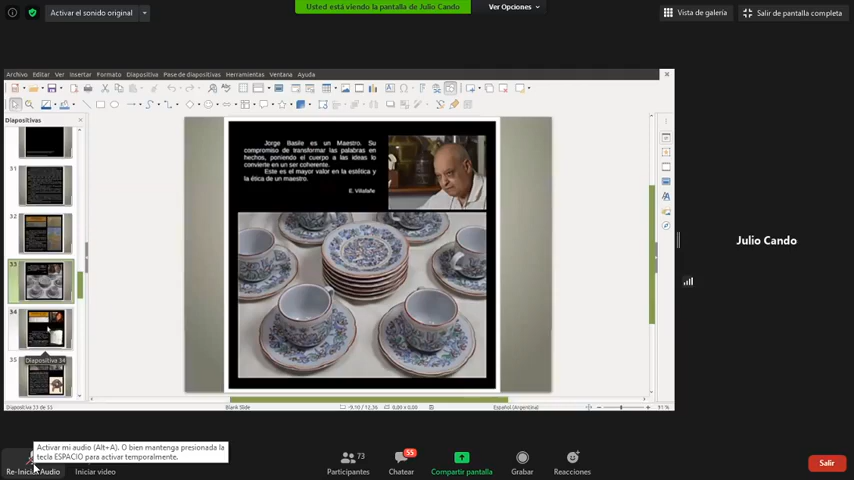 Activar el sonido original
Usted está viendo la pantalla de Julio Cando
Ver Opciones
Vista de galería
Salir de pantalla completa
Archivo Editar Ver Insertar Formato Diapositiva Pase de diapositivas Herramientas Ventana Ayuda
Diapositivas
31
32
33
34
Diapositiva 34
35
Jorge Basile es un Maestro. Su
compromiso de transformar las palabras en
hechos, poniendo el cuerpo a las ideas lo
convierte en un ser coherente.
Este es el mayor valor en la estética y
la ética de un maestro.
E. Villafañe
Julio Cando
Blank Slide
-9,10 / 12,36
0,00 x 0,00
Español (Argentina)
Activar mi audio (Alt+A). O bien mantenga presionada la
tecla ESPACIO para activar temporalmente.
Re-Iniciar Audio
Iniciar video
73
Participantes
55
Chatear
Compartir pantalla
Grabar
Reacciones
Salir